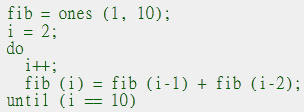 fib = ones (1, 10);
i = 2;
do
  i++;
  fib (i) = fib (i-1) + fib (i-2);
until (i == 10)